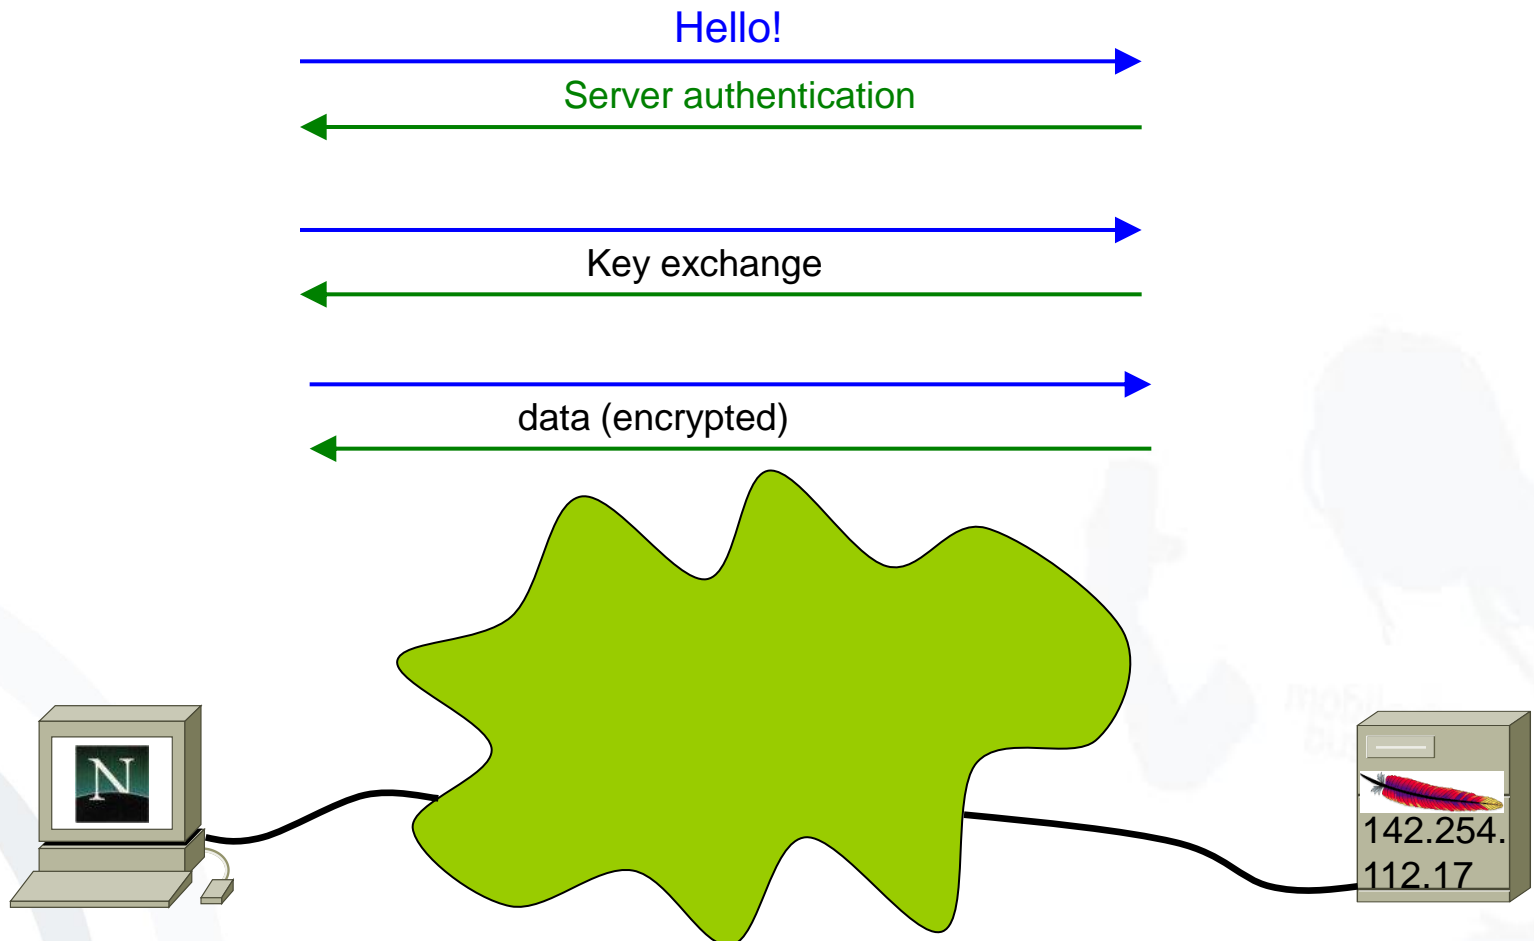 Hello!
Server authentication
Key exchange
data (encrypted)
N
142.254.
112.17